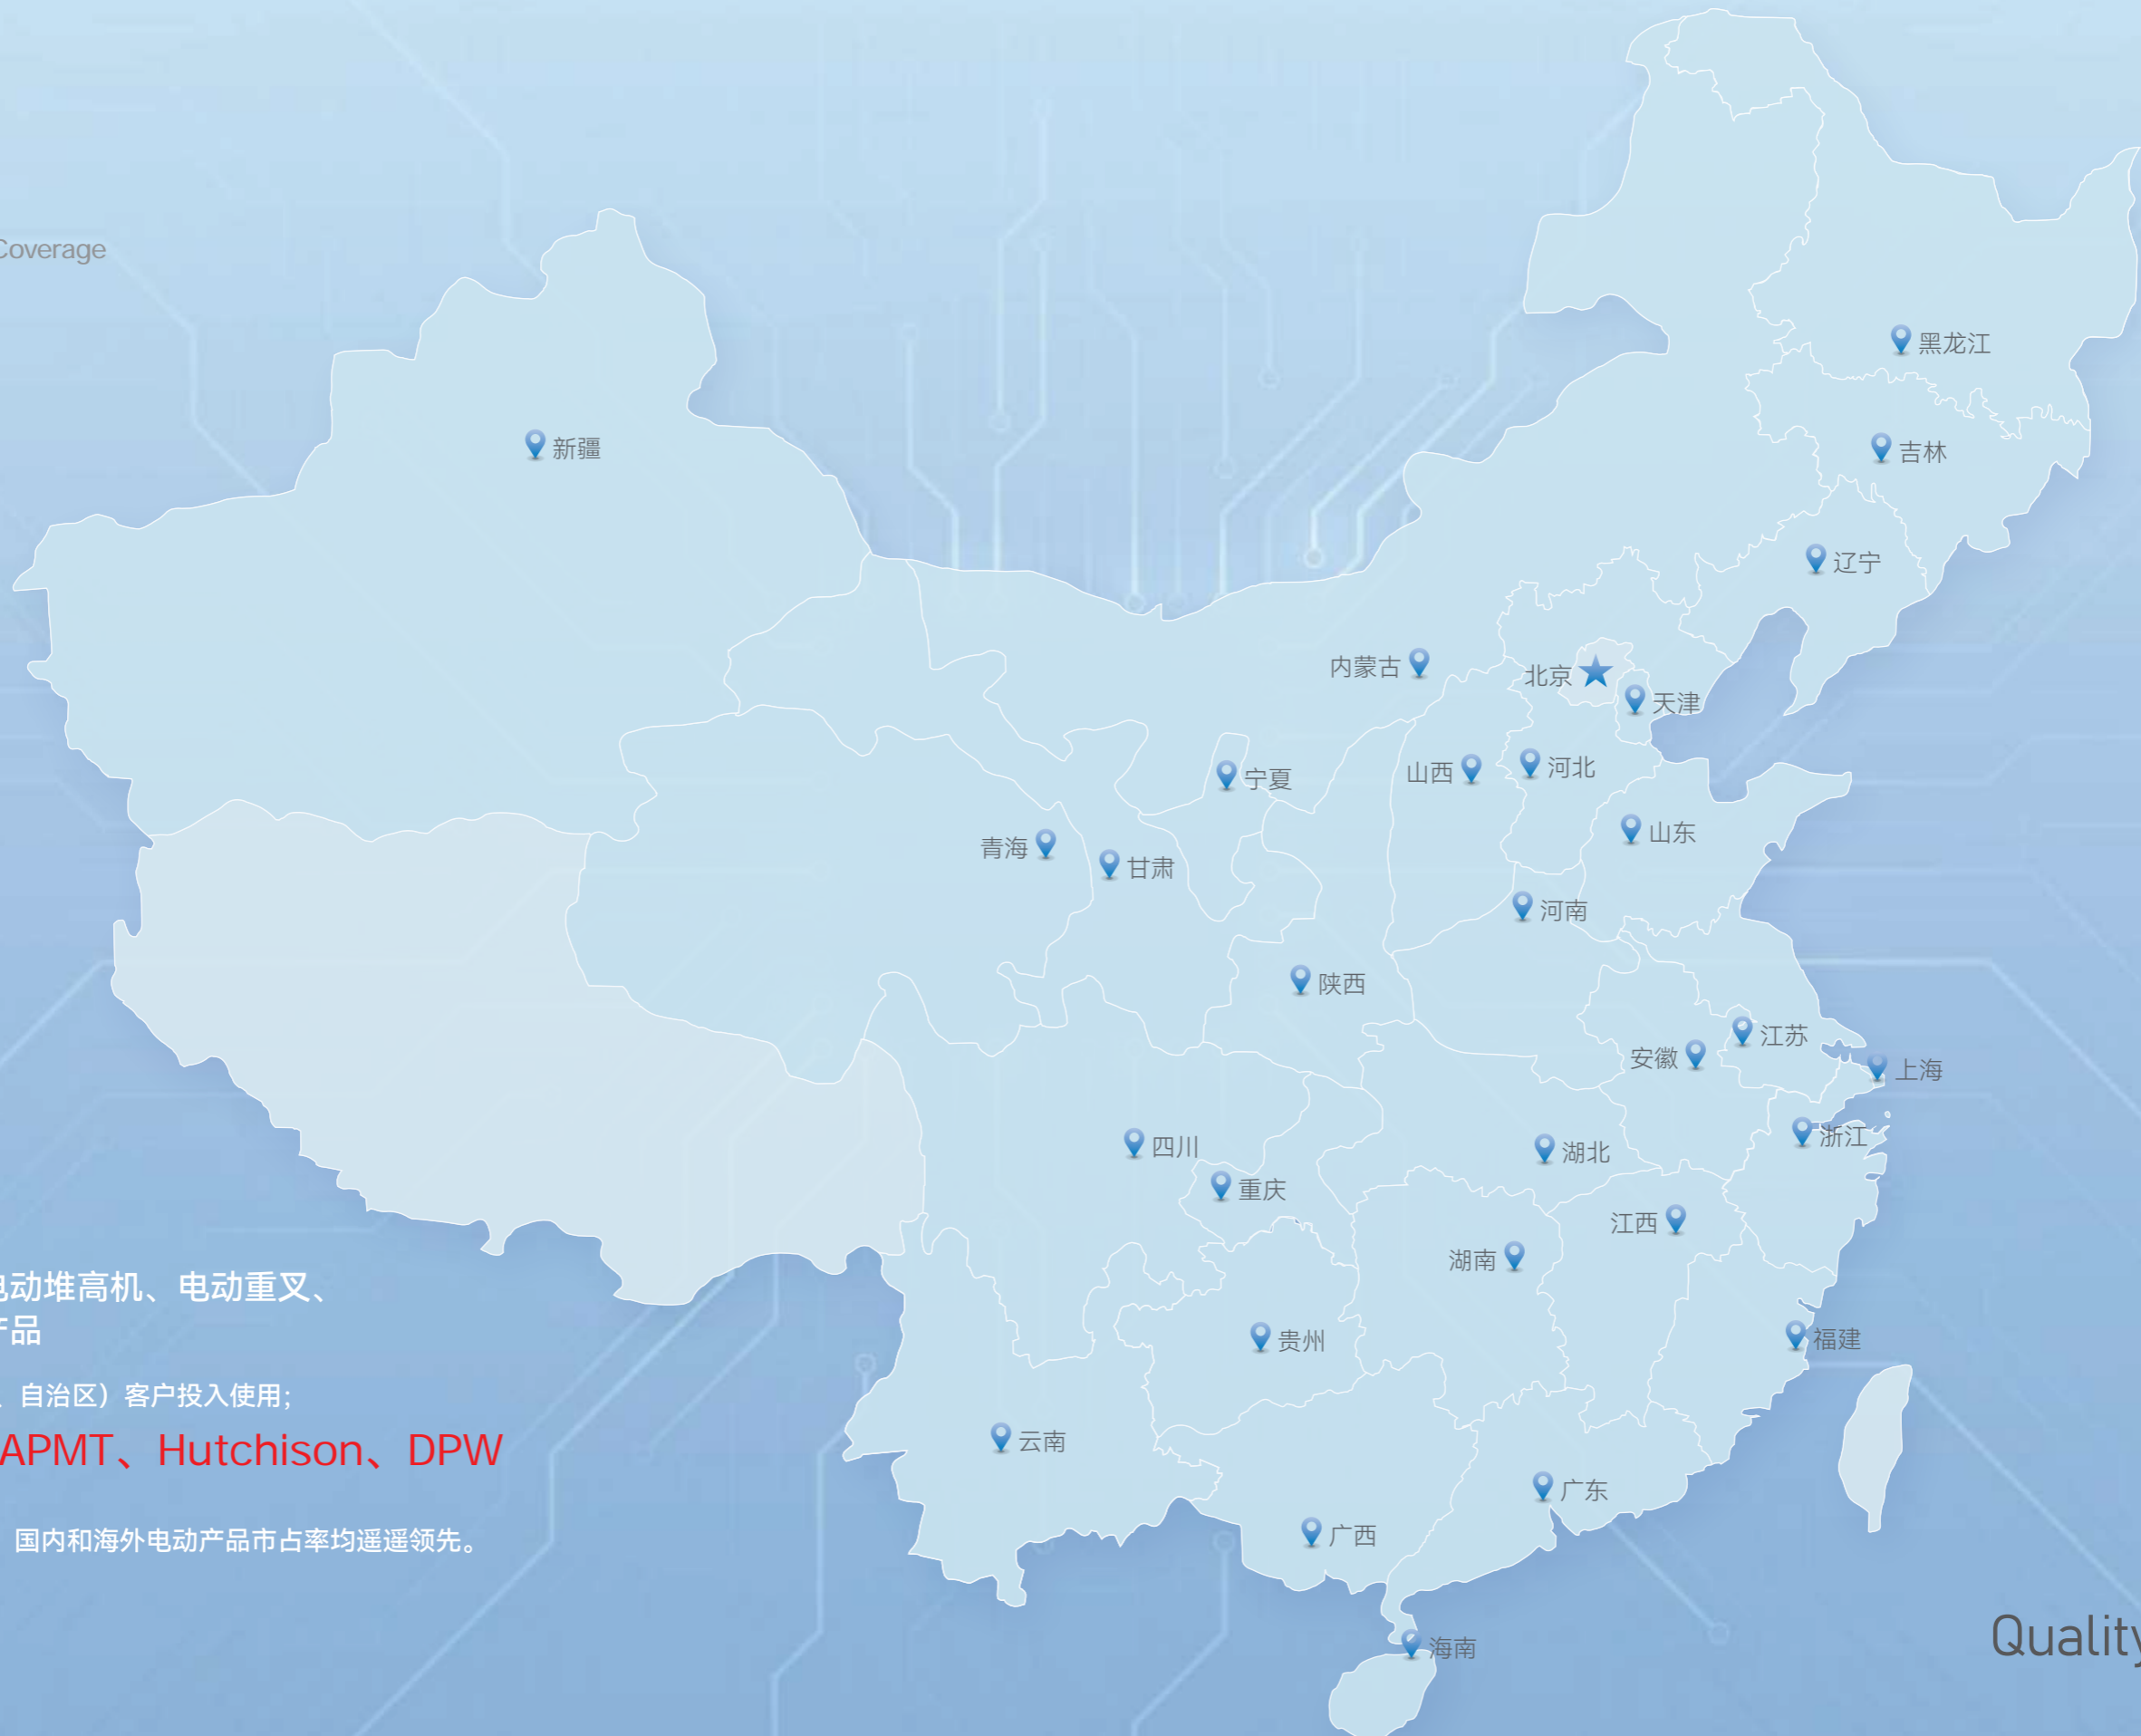 Coverage
黑龙江
新疆
吉林
辽宁
内蒙古
北京
天津
宁夏
山西
河北
青海
甘肃
山东
河南
陕西
江苏
安徽
上海
四川
湖北
浙江
重庆
江西
湖南
电动堆高机、电动重叉、
产品
贵州
福建
、自治区）客户投入使用;
APMT、Hutchison、DPW
云南
广东
国内和海外电动产品市占率均遥遥领先。
广西
海南
Quality